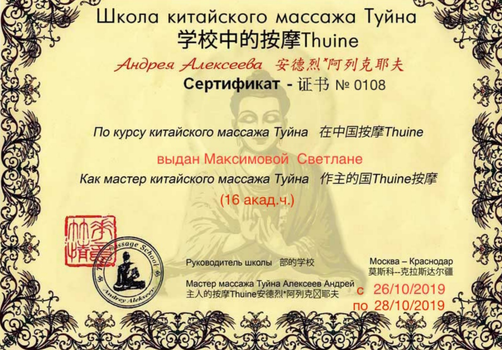 Школа китайского массажа Туйна
学校中的按摩Thuine
Андрея Алексеева 安德烈"阿列克耶夫
Сертификат - 证书 № 0108
По курсу китайского массажа Туйна 在中国按摩Thuine
выдан Максимовой Светлане
Как мастер китайского массажа Туйна 作主的国Thuine按摩
(16 акад.ч.)
Руководитель школы 部的学校
Мастер массажа Туйна Алексеев Андрей
主人的按摩Thuine安德烈*阿列克耶夫
Москва – Краснодар
莫斯科--克拉斯达尔疆
с 26/10/2019
по 28/10/2019
Massage School
Andrey Alekseev